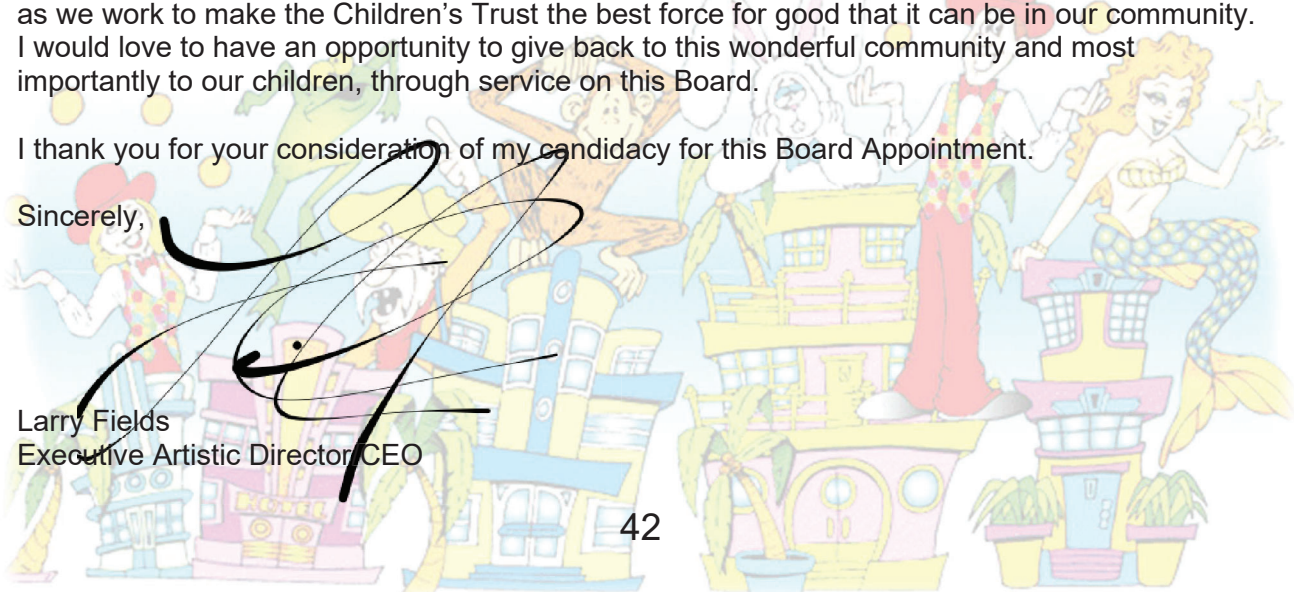 as we work to make the Children’s Trust the best force for good that it can be in our community.
I would love to have an opportunity to give back to this wonderful community and most
importantly to our children, through service on this Board.
I thank you for your consideration of my candidacy for this Board Appointment.
Sincerely,
Larry Fields
Executive Artistic Director/CEO
HOTEL
42